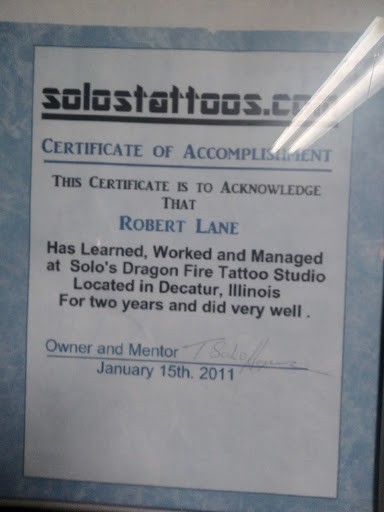 solostattoos.com
CERTIFICATE OF ACCOMPLISHMENT
THIS CERTIFICATE IS TO ACKNOWLEDGE
THAT
ROBERT LANE
Has Learned, Worked and Managed
at Solo's Dragon Fire Tattoo Studio
Located in Decatur, Illinois
For two years and did very well .
Owner and Mentor
January 15th. 2011